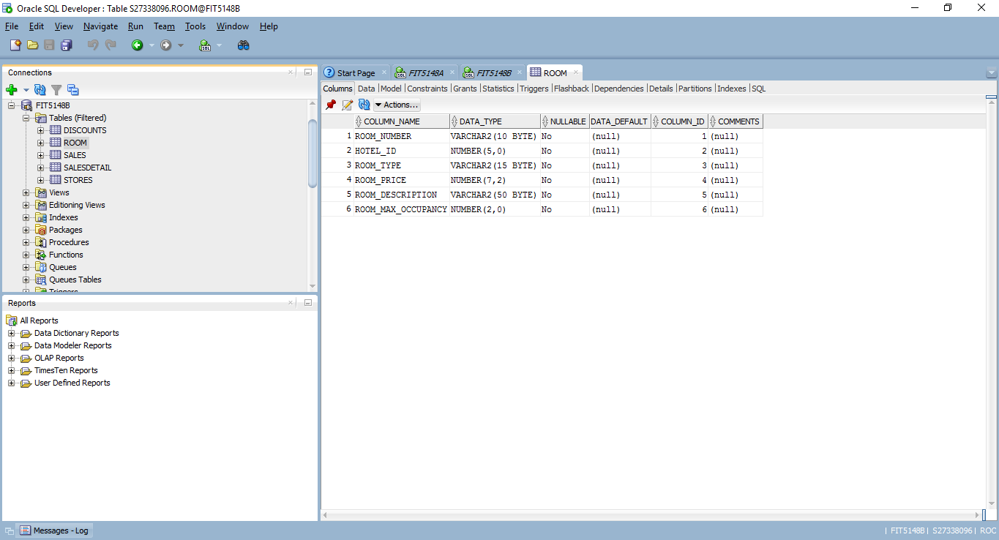 Oracle SQL Developer : Table S27338096.ROOM@FIT5148B
File Edit View Navigate Run Team Tools Window Help
Connections
FIT5148B
Tables (Filtered)
DISCOUNTS
ROOM
SALES
SALESDETAIL
STORES
Views
Editioning Views
Indexes
Packages
Procedures
Functions
Queues
Queues Tables
Triggers
Reports
All Reports
Data Dictionary Reports
Data Modeler Reports
OLAP Reports
TimesTen Reports
User Defined Reports
Start Page FIT5148A FIT5148B ROOM
Columns Data Model Constraints Grants Statistics Triggers Flashback Dependencies Details Partitions Indexes SQL
Actions...
COLUMN_NAME DATA_TYPE NULLABLE DATA_DEFAULT COLUMN_ID COMMENTS
1 ROOM_NUMBER VARCHAR2(10 BYTE) No (null) 1 (null)
2 HOTEL_ID NUMBER(5,0) No (null) 2 (null)
3 ROOM_TYPE VARCHAR2(15 BYTE) No (null) 3 (null)
4 ROOM_PRICE NUMBER(7,2) No (null) 4 (null)
5 ROOM_DESCRIPTION VARCHAR2(50 BYTE) No (null) 5 (null)
6 ROOM_MAX_OCCUPANCY NUMBER(2,0) No (null) 6 (null)
Messages - Log
| FIT5148B | S27338096 | ROC